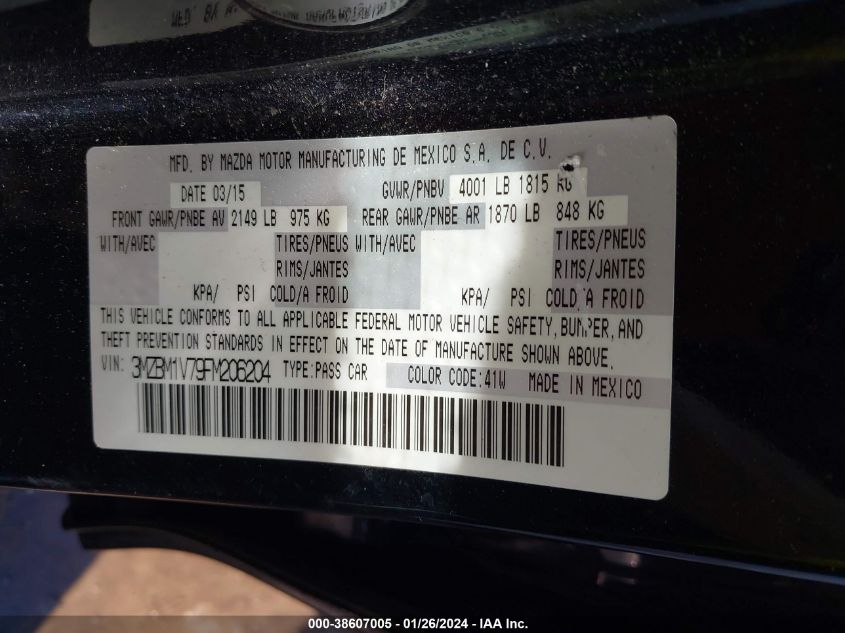 MFD. BY MAZDA MOTOR MANUFACTURING DE MEXICO S.A. DE C.V.
DATE 03/15 GVWR/PNBV 4001 LB 1815 KG
FRONT GAWR/PNBE AV 2149 LB 975 KG REAR GAWR/PNBE AR 1870 LB 848 KG
WITH/AVEC TIRES/PNEUS WITH/AVEC TIRES/PNEUS
RIMS/JANTES RIMS/JANTES
KPA/ PSI COLD/A FROID KPA/ PSI COLD/A FROID
THIS VEHICLE CONFORMS TO ALL APPLICABLE FEDERAL MOTOR VEHICLE SAFETY, BUMPER, AND
THEFT PREVENTION STANDARDS IN EFFECT ON THE DATE OF MANUFACTURE SHOWN ABOVE.
VIN: 3MZBM1V79FM206204 TYPE:PASS CAR COLOR CODE:41W MADE IN MEXICO
000-38607005 - 01/26/2024 - IAA Inc.